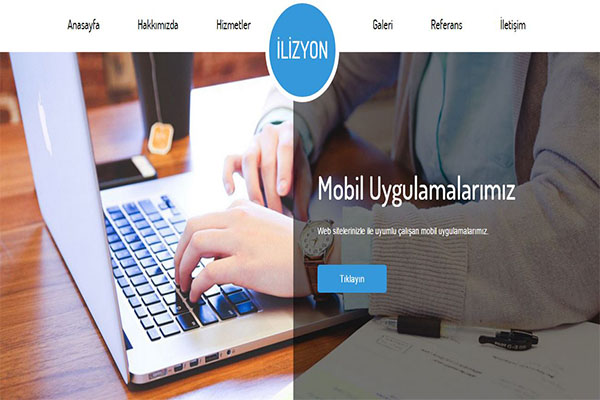 Anasayfa Hakkımızda Hizmetler İLİZYON Galeri Referans İletişim
Mobil Uygulamalarımız
Web sitelerinizle ile uyumlu çalışan mobil uygulamalarımız.
Tıklayın